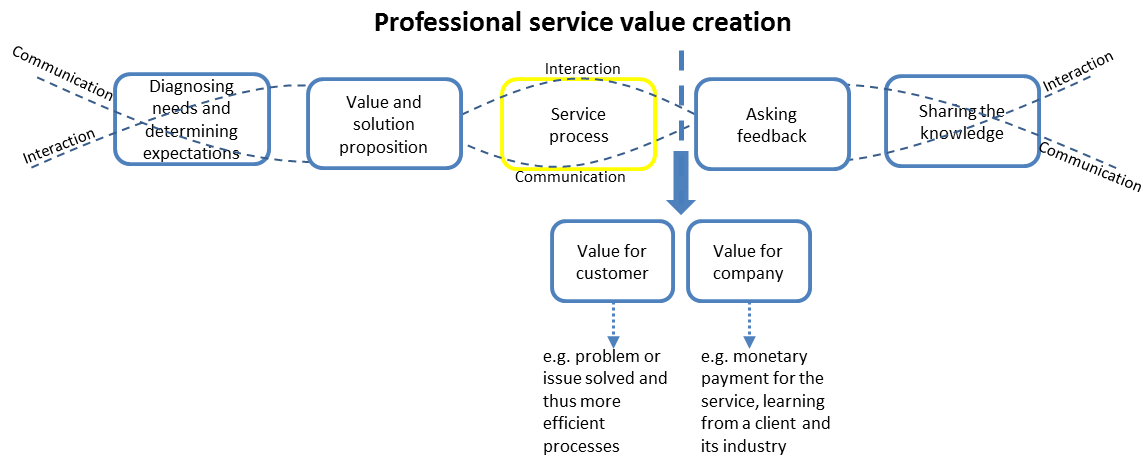 Professional service value creation
Communication
Interaction
Diagnosing
needs and
determining
expectations
Value and
solution
proposition
Interaction
Service
process
Communication
Asking
feedback
Sharing the
knowledge
Interaction
Communication
Value for
customer
Value for
company
e.g. problem or
issue solved and
thus more
efficient
processes
e.g. monetary
payment for the
service, learning
from a client and
its industry